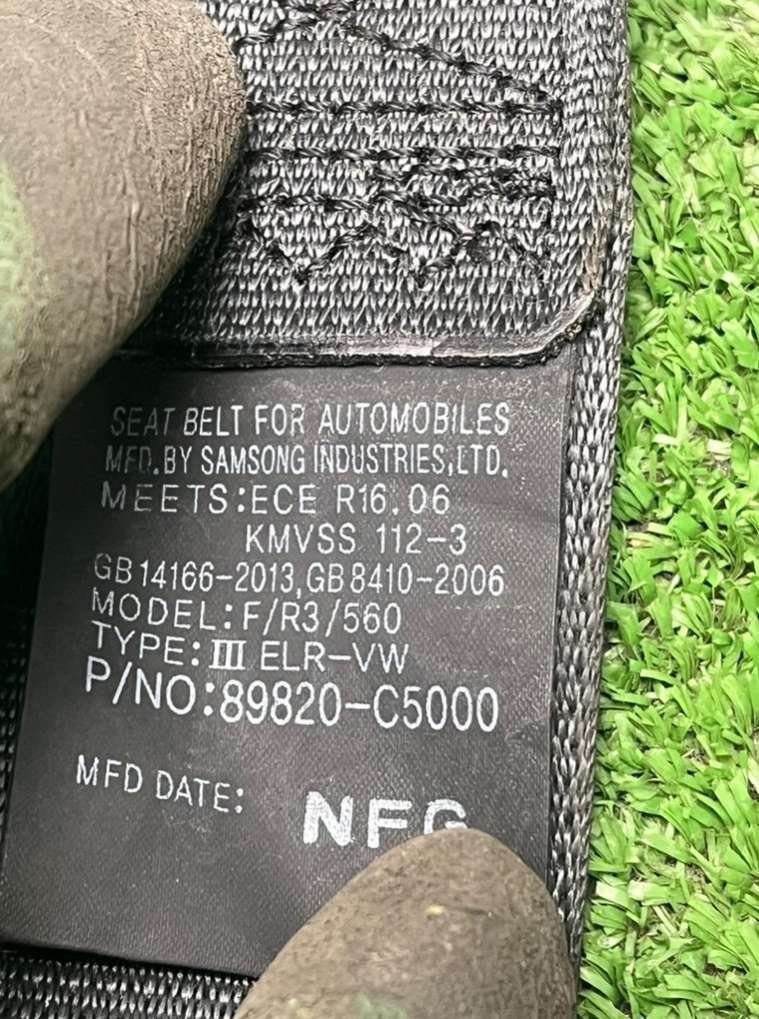 SEAT BELT FOR AUTOMOBILES
MFD.BY SAMSONG INDUSTRIES,LTD.
MEETS:ECE R16.06
KMVSS 112-3
GB14166-2013,GB8410-2006
MODEL:F/R3/560
TYPE:III ELR-VW
P/NO:89820-C5000
MFD DATE: NFG